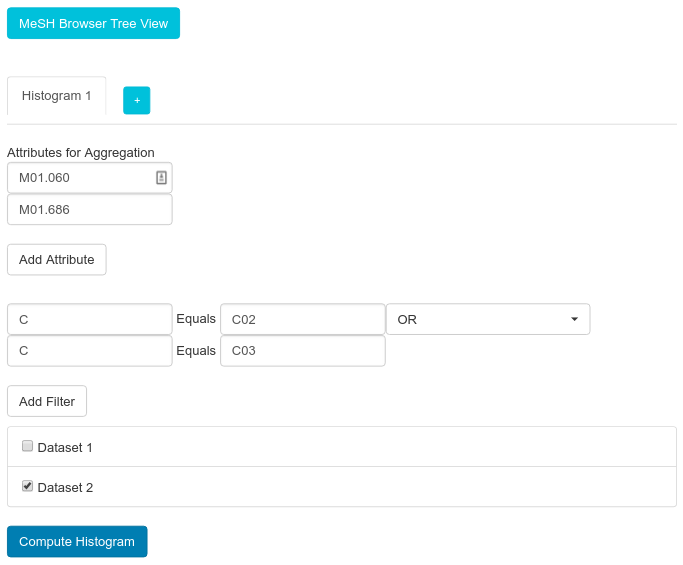 MeSH Browser Tree View
Histogram 1 +
Attributes for Aggregation
M01.060
M01.686
Add Attribute
C Equals C02 OR
C Equals C03
Add Filter
Dataset 1
Dataset 2
Compute Histogram